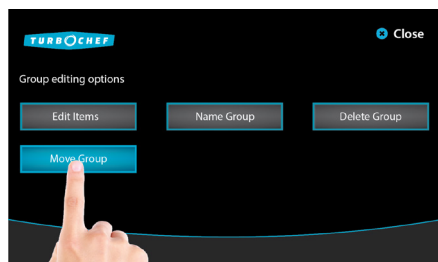 TURBOCHEF
Close
Group editing options
Edit Items
Name Group
Delete Group
Move Group